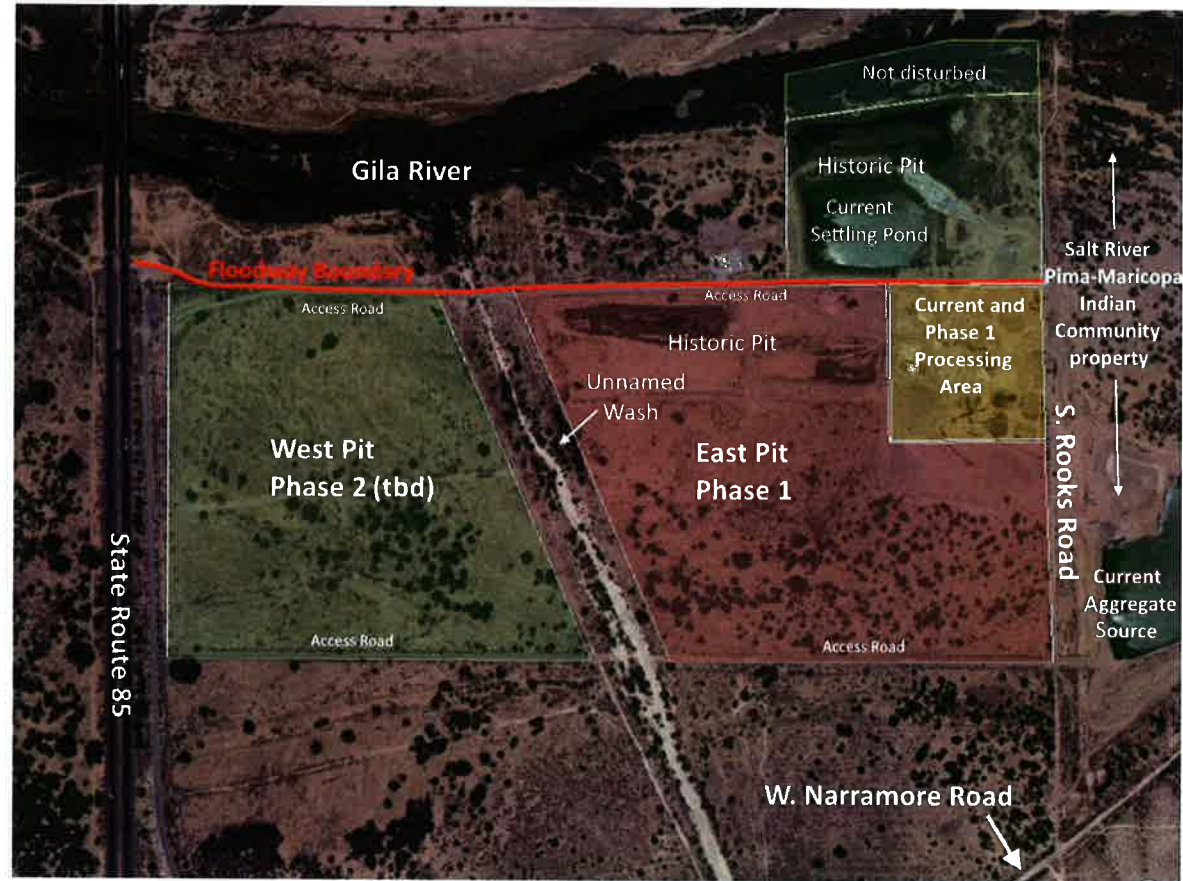 Not disturbed
Gila River
Historic Pit
Current
Settling Pond
Salt River
Pima-Maricopa
Indian
Community
property
Floodway Boundary
Access Road
Access Road
Current and
Phase 1
Processing
Area
Historic Pit
Unnamed
Wash
West Pit
Phase 2 (tbd)
East Pit
Phase 1
S. Rooks Road
State Route 85
Current
Aggregate
Source
Access Road
Access Road
W. Narramore Road